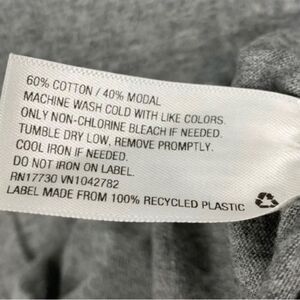 60% COTTON / 40% MODAL
MACHINE WASH COLD WITH LIKE COLORS.
ONLY NON-CHLORINE BLEACH IF NEEDED.
TUMBLE DRY LOW, REMOVE PROMPTLY.
COOL IRON IF NEEDED.
DO NOT IRON ON LABEL.
RN17730 VN1042782
LABEL MADE FROM 100% RECYCLED PLASTIC